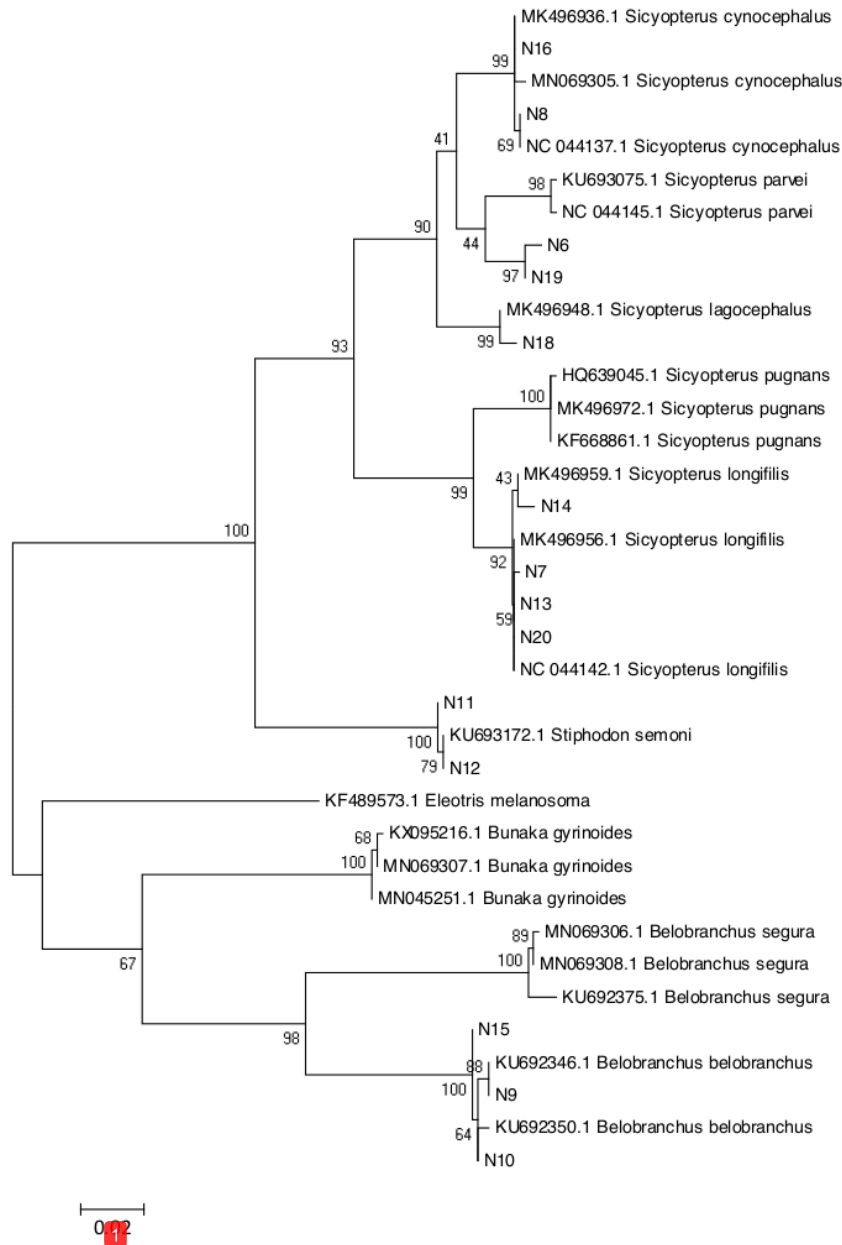 MK496936.1 Sicyopterus cynocephalus
N16
99
MN069305.1 Sicyopterus cynocephalus
N8
69
NC 044137.1 Sicyopterus cynocephalus
41
98
KU693075.1 Sicyopterus parvei
NC 044145.1 Sicyopterus parvei
90
44
N6
97
N19
MK496948.1 Sicyopterus lagocephalus
99
N18
93
HQ639045.1 Sicyopterus pugnans
100
MK496972.1 Sicyopterus pugnans
KF668861.1 Sicyopterus pugnans
99
43
MK496959.1 Sicyopterus longifilis
N14
MK496956.1 Sicyopterus longifilis
92
N7
N13
59
N20
NC 044142.1 Sicyopterus longifilis
100
N11
KU693172.1 Stiphodon semoni
100
79
N12
KF489573.1 Eleotris melanosoma
68
KX095216.1 Bunaka gyrinoides
100
MN069307.1 Bunaka gyrinoides
MN045251.1 Bunaka gyrinoides
67
89
MN069306.1 Belobranchus segura
100
MN069308.1 Belobranchus segura
KU692375.1 Belobranchus segura
98
N15
88
KU692346.1 Belobranchus belobranchus
100
N9
KU692350.1 Belobranchus belobranchus
64
N10
1